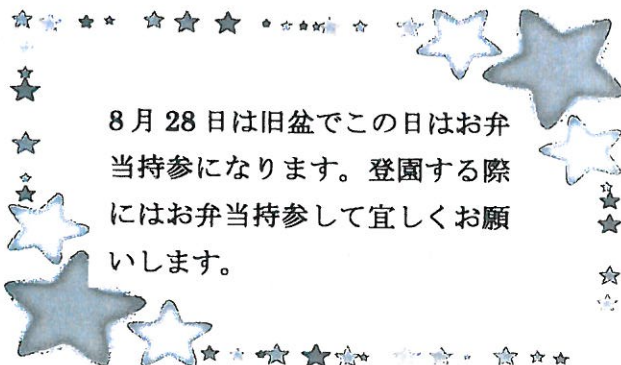 8月28日は旧盆でこの日はお弁
当持参になります。登園する際
にはお弁当持参して宜しくお願
いします。